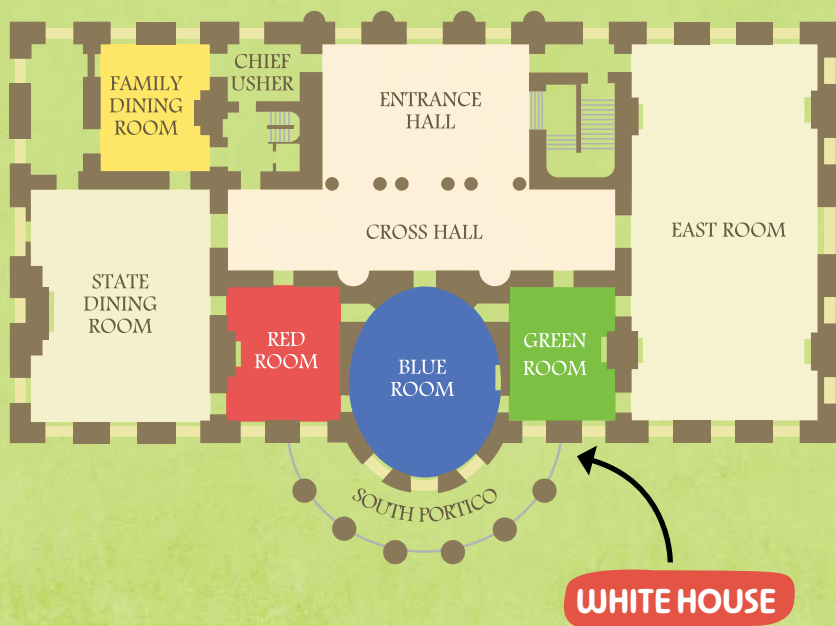 FAMILY
DINING
ROOM
CHIEF
USHER
ENTRANCE
HALL
CROSS HALL
EAST ROOM
STATE
DINING
ROOM
RED
ROOM
BLUE
ROOM
GREEN
ROOM
SOUTH PORTICO
WHITE HOUSE